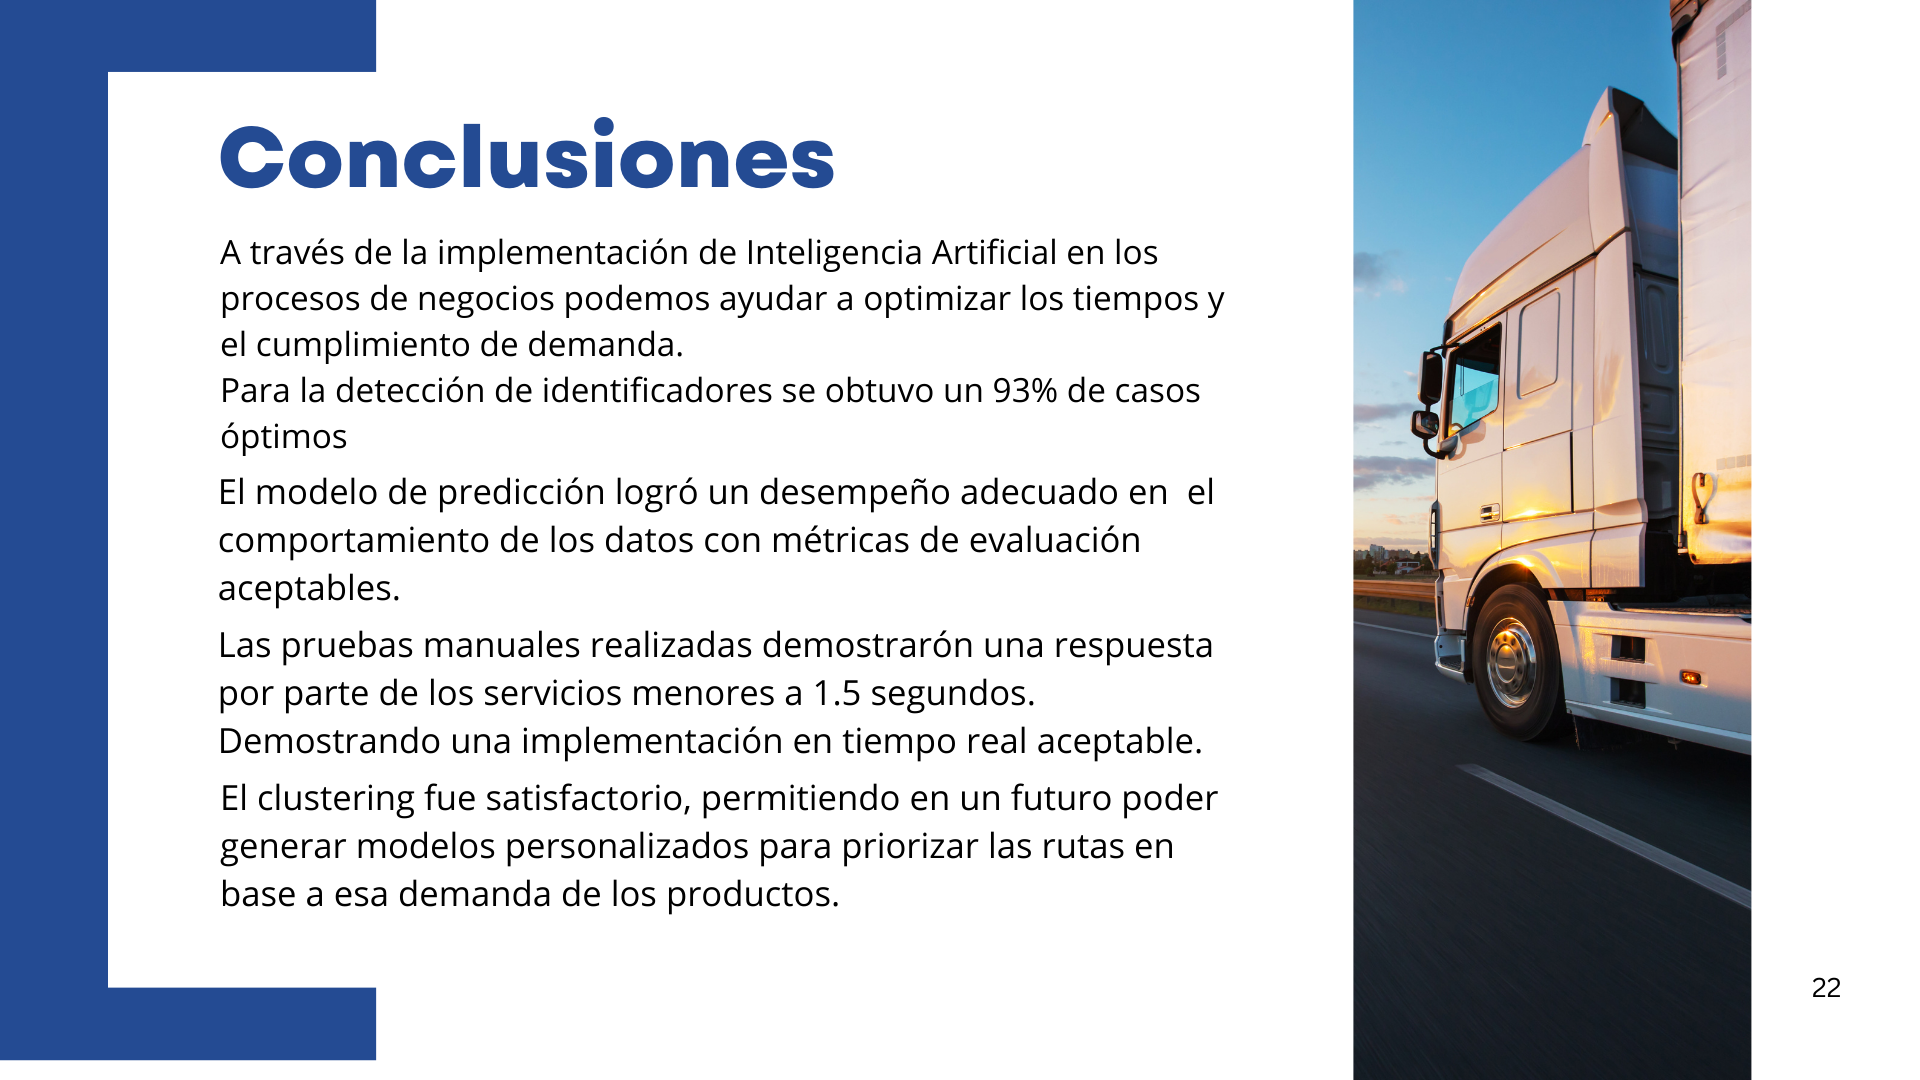 Conclusiones
A través de la implementación de Inteligencia Artificial en los
procesos de negocios podemos ayudar a optimizar los tiempos y
el cumplimiento de demanda.
Para la detección de identificadores se obtuvo un 93% de casos
óptimos
El modelo de predicción logró un desempeño adecuado en  el
comportamiento de los datos con métricas de evaluación
aceptables.
Las pruebas manuales realizadas demostrarón una respuesta
por parte de los servicios menores a 1.5 segundos.
Demostrando una implementación en tiempo real aceptable.
El clustering fue satisfactorio, permitiendo en un futuro poder
generar modelos personalizados para priorizar las rutas en
base a esa demanda de los productos.
22